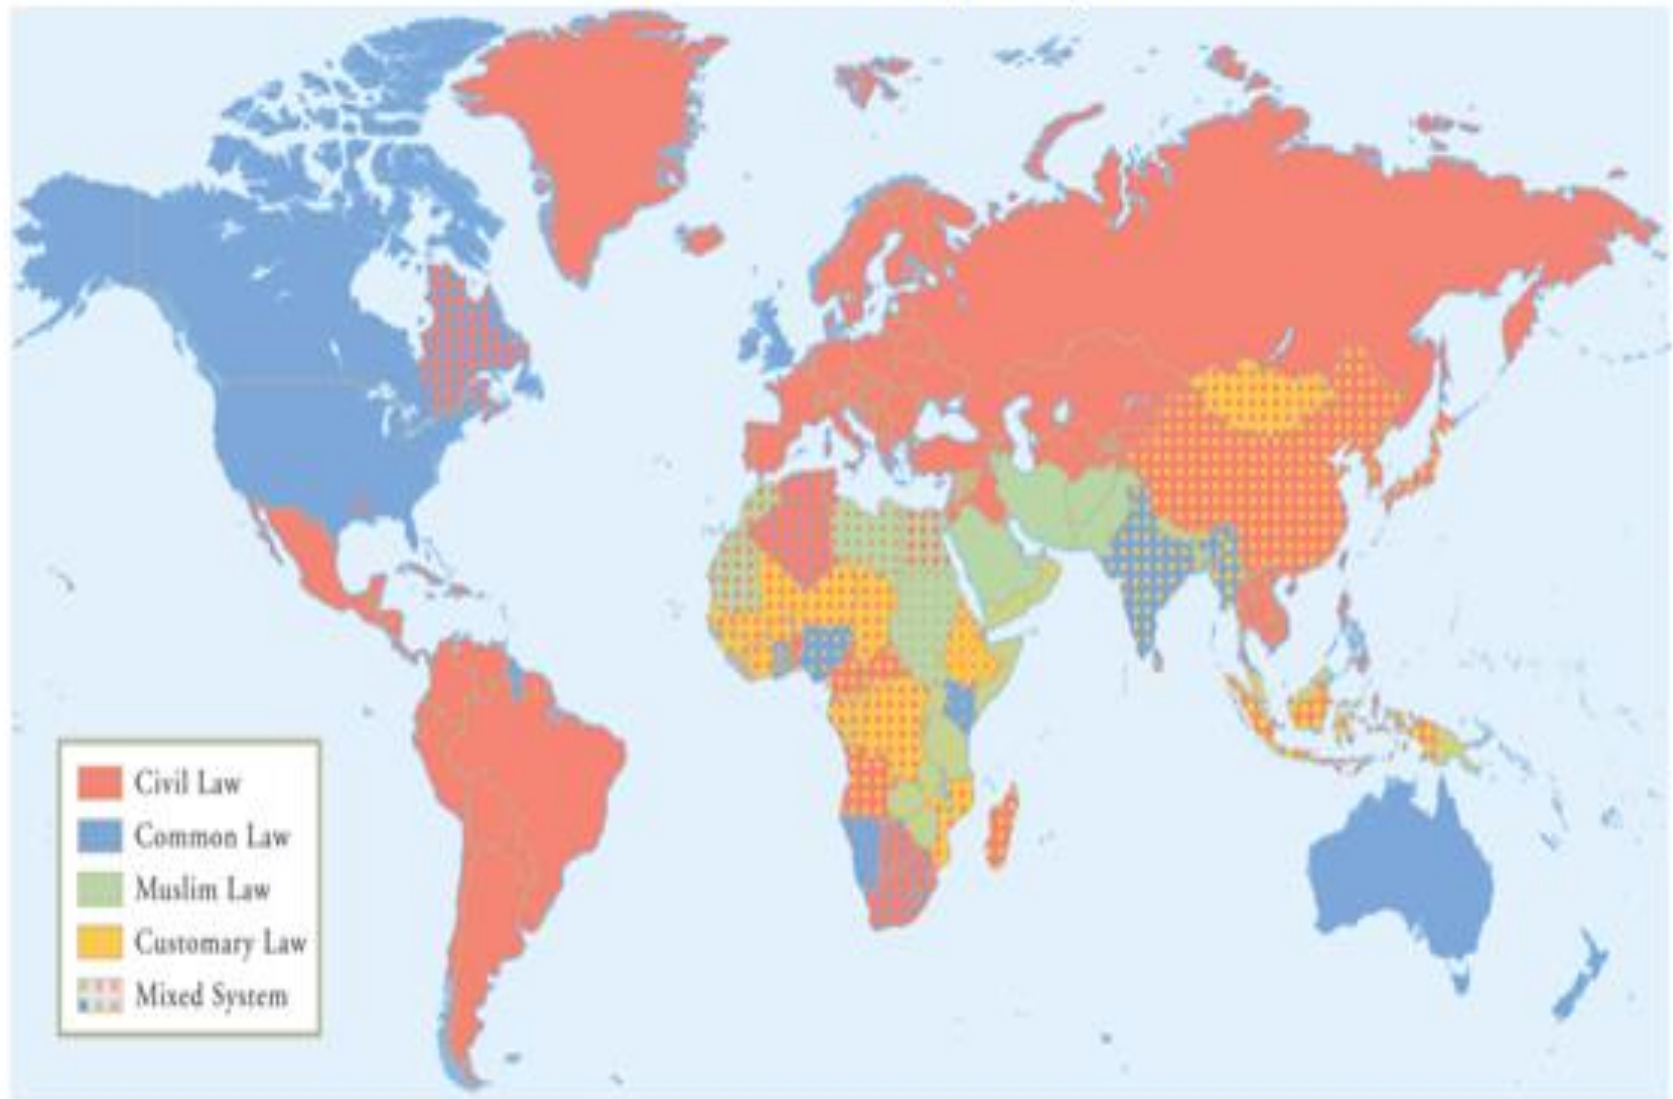 Civil Law
Common Law
Muslim Law
Customary Law
Mixed System